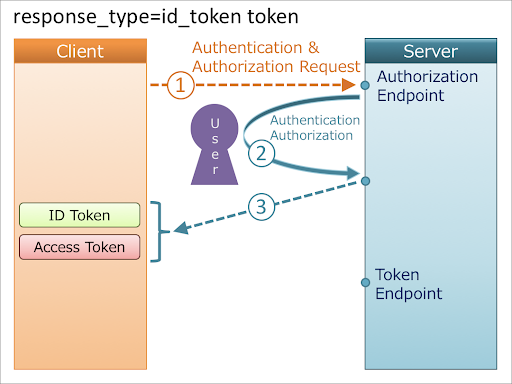 response_type=id_token token
Client
Authentication &
Authorization Request
Server
1
Authorization
Endpoint
User
Authentication
Authorization
2
3
ID Token
Access Token
Token
Endpoint